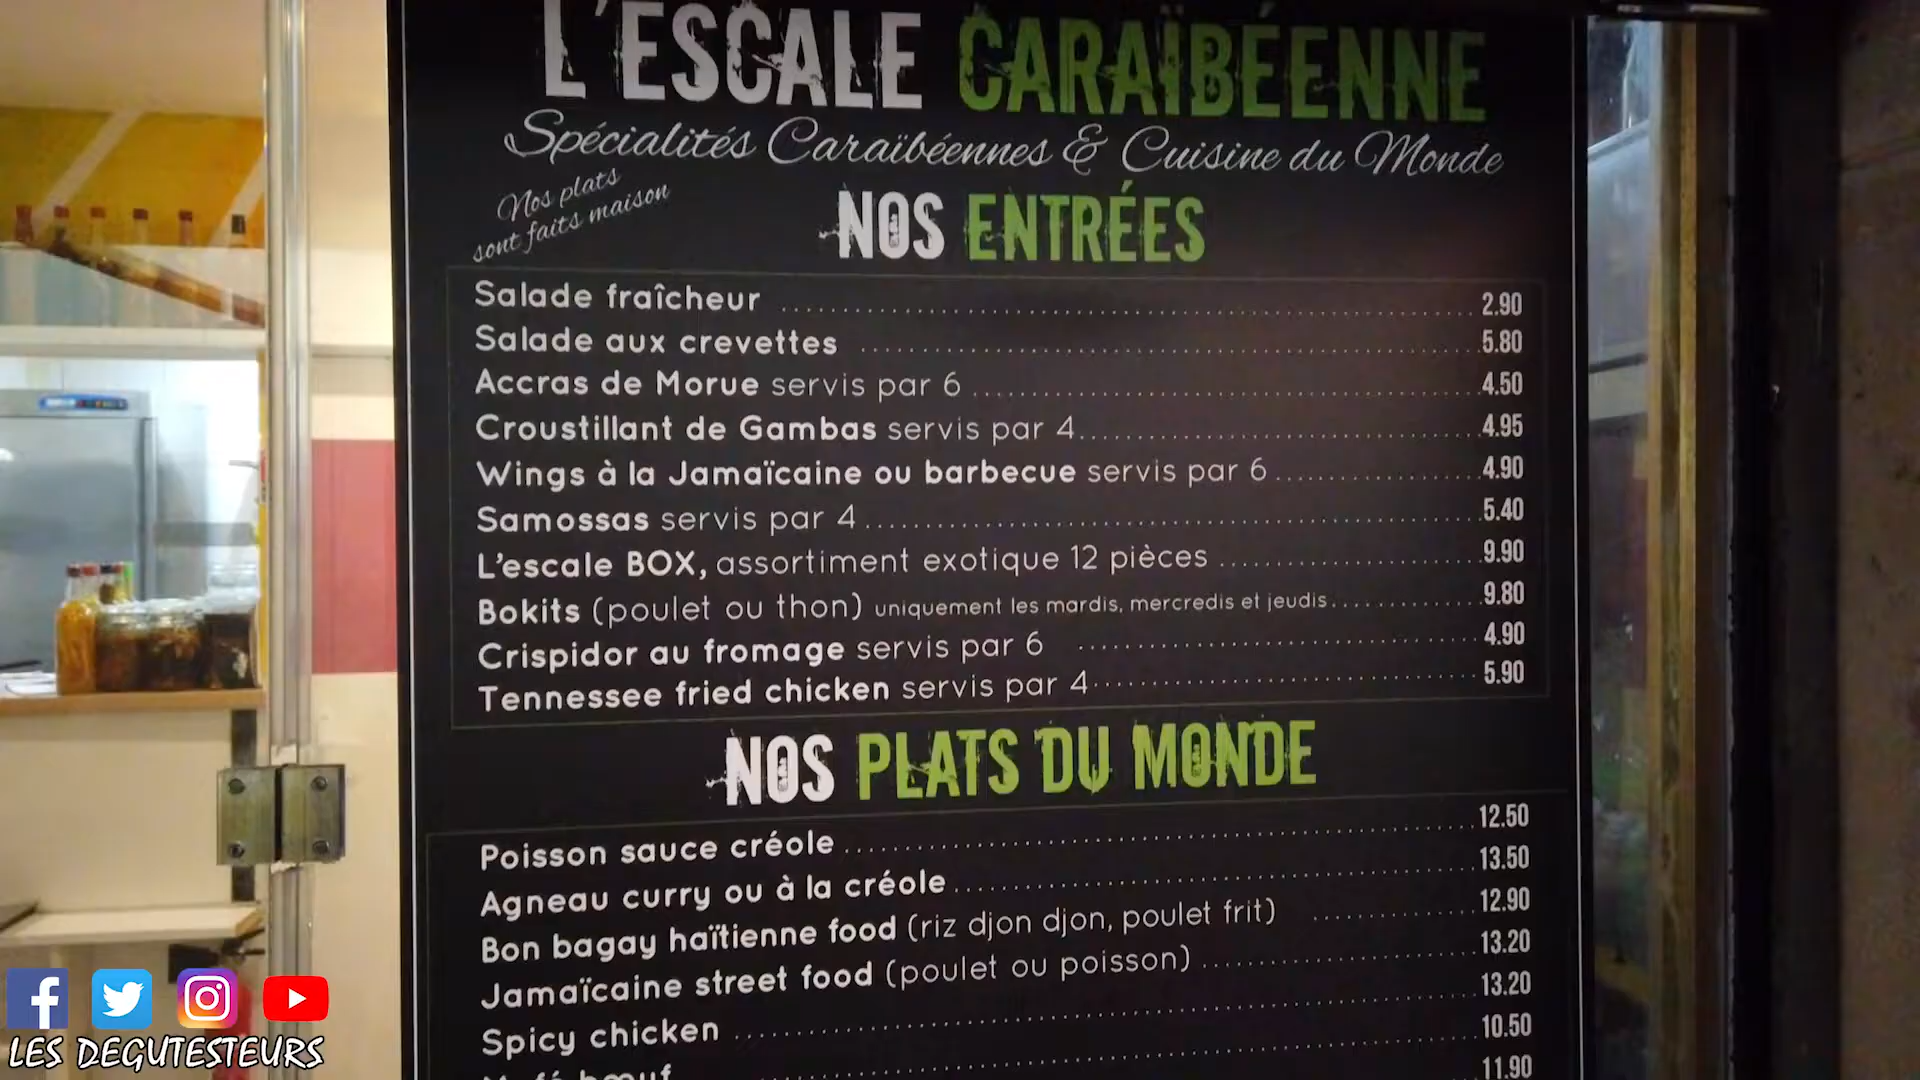 L'ESCALE CARAÏBÉENNE
Spécialités Caraïbéennes & Cuisine du Monde
Nos plats
sont faits maison
NOS ENTRÉES
Salade fraîcheur 2.90
Salade aux crevettes 5.80
Accras de Morue servis par 6 4.50
Croustillant de Gambas servis par 4 4.95
Wings à la Jamaïcaine ou barbecue servis par 6 4.90
Samossas servis par 4 5.40
L'escale BOX, assortiment exotique 12 pièces 9.90
Bokits (poulet ou thon) uniquement les mardis, mercredis et jeudis 9.80
Crispidor au fromage servis par 6 4.90
Tennessee fried chicken servis par 4 5.90
NOS PLATS DU MONDE
Poisson sauce créole 12.50
Agneau curry ou à la créole 13.50
Bon bagay haïtienne food (riz djon djon, poulet frit) 12.90
Jamaïcaine street food (poulet ou poisson) 13.20
Spicy chicken 13.20
10.50
11.90
LES DEGUTESTEURS